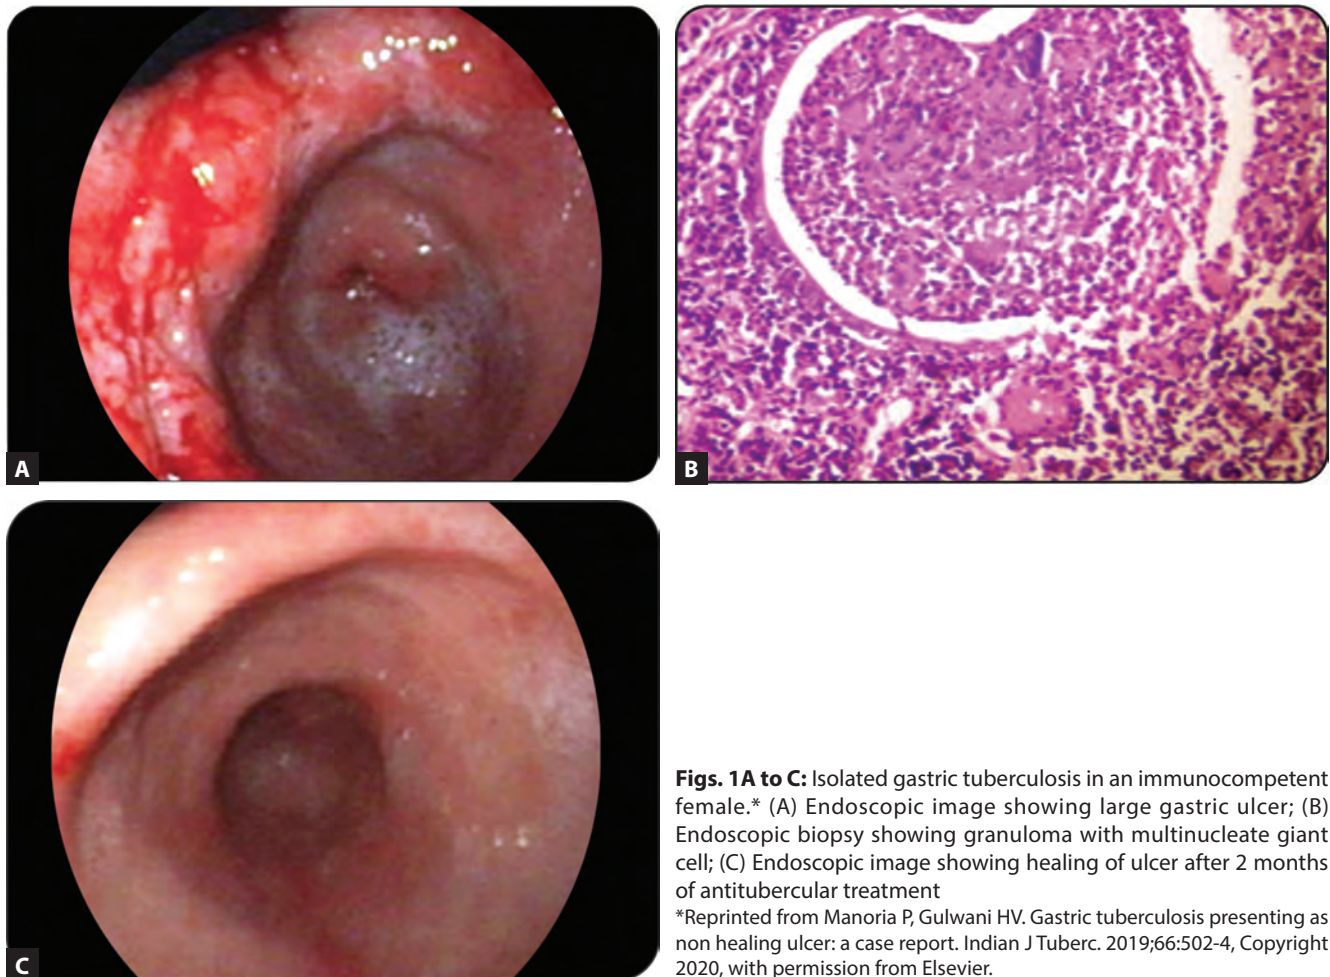 A
B
C
Figs. 1A to C: Isolated gastric tuberculosis in an immunocompetent
female.* (A) Endoscopic image showing large gastric ulcer; (B)
Endoscopic biopsy showing granuloma with multinucleate giant
cell; (C) Endoscopic image showing healing of ulcer after 2 months
of antitubercular treatment
*Reprinted from Manoria P, Gulwani HV. Gastric tuberculosis presenting as
non healing ulcer: a case report. Indian J Tuberc. 2019;66:502-4, Copyright
2020, with permission from Elsevier.